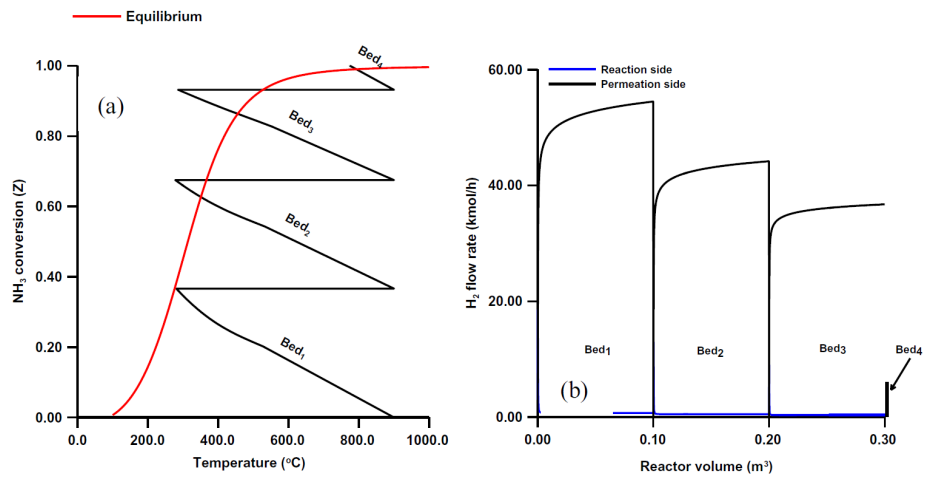 Equilibrium
1.00
0.80
0.60
0.40
0.20
0.00
NH3 conversion (Z)
(a)
Bed4
Bed3
Bed2
Bed1
0.0 200.0 400.0 600.0 800.0 1000.0
Temperature (oC)
60.00
40.00
20.00
0.00
H2 flow rate (kmol/h)
Reaction side
Permeation side
Bed1 Bed2 Bed3 Bed4
(b)
0.00 0.10 0.20 0.30
Reactor volume (m3)